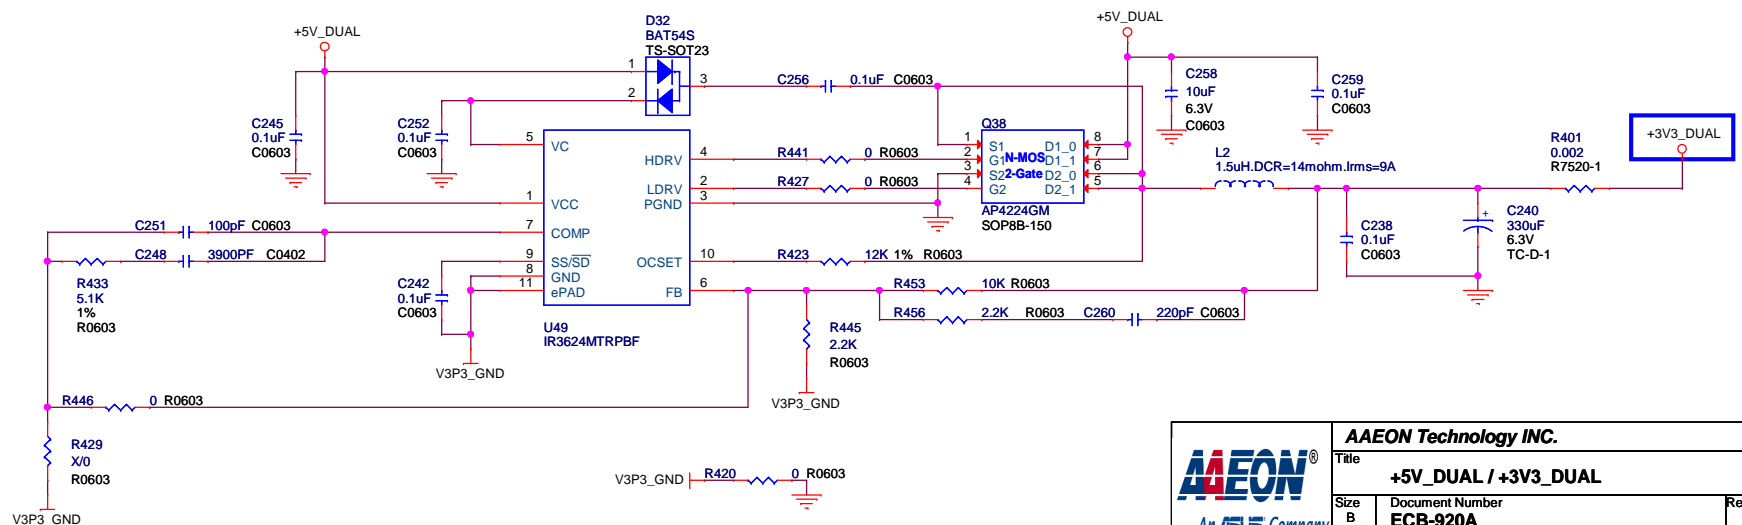 +5V_DUAL
D32
BAT54S
TS-SOT23
1
2
3
C256 0.1uF C0603
+5V_DUAL
C258
10uF
6.3V
C0603
C259
0.1uF
C0603
C245
0.1uF
C0603
C252
0.1uF
C0603
5 VC
1 VCC
7 COMP
9 SS/SD
8 GND
11 ePAD
HDRV 4
LDRV 2
PGND 3
OCSET 10
FB 6
U49
IR3624MTRPBF
R441 0 R0603
R427 0 R0603
Q38
1 S1 D1_0 8
2 G1 N-MOS D1_1 7
3 S2 2-Gate D2_0 6
4 G2 D2_1 5
AP4224GM
SOP8B-150
L2
1.5uH.DCR=14mohm.Irms=9A
R401
0.002
R7520-1
+3V3_DUAL
C238
0.1uF
C0603
+
C240
330uF
6.3V
TC-D-1
C251 100pF C0603
C248 3900PF C0402
R433
5.1K
1%
R0603
C242
0.1uF
C0603
V3P3_GND
R423 12K 1% R0603
R453 10K R0603
R456 2.2K R0603 C260 220pF C0603
R445
2.2K
R0603
V3P3_GND
R446 0 R0603
R429
X/0
R0603
V3P3_GND
V3P3_GND R420 0 R0603
AAEON®
An ASUS Company
AAEON Technology INC.
Title
+5V_DUAL / +3V3_DUAL
Size
B
Document Number
ECB-920A
Re